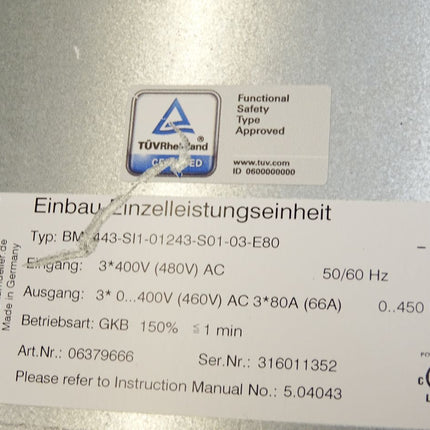 Functional
Safety
Type
Approved
TÜVRheinland ®
CERTIFIED
www.tuv.com
ID 0600000000
Einbau-Einzelleistungseinheit
Typ: BM 443-SI1-01243-S01-03-E80
Eingang: 3*400V (480V) AC 50/60 Hz
Ausgang: 3* 0...400V (460V) AC 3*80A (66A) 0..450
Betriebsart: GKB 150% ≤1 min
Art.Nr.: 06379666 Ser.Nr.: 316011352
Please refer to Instruction Manual No.: 5.04043
Made in Germany